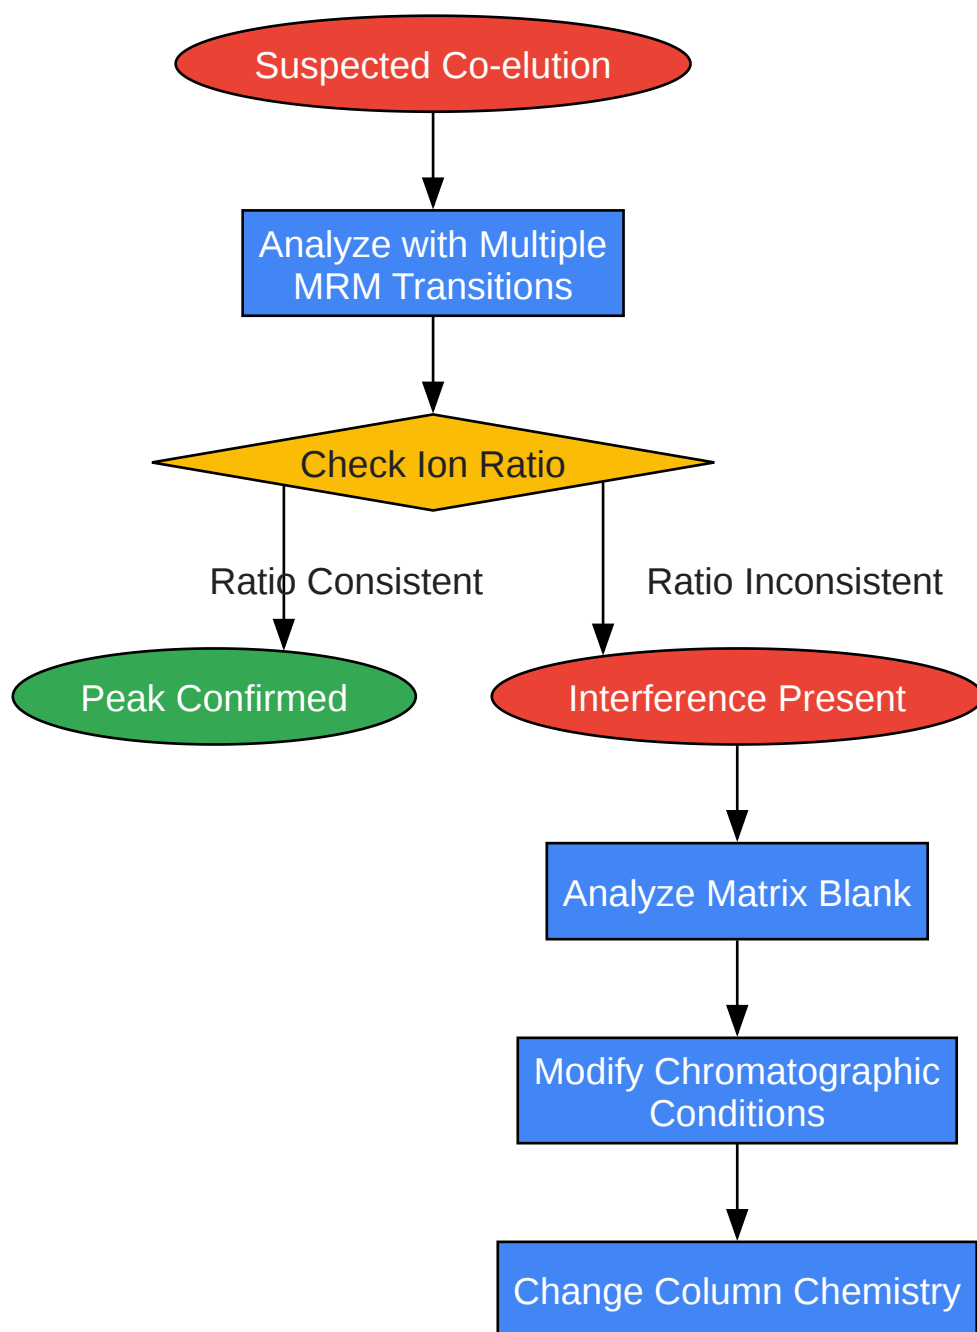 Suspected Co-elution
Analyze with Multiple
MRM Transitions
Check Ion Ratio
Ratio Consistent
Ratio Inconsistent
Peak Confirmed
Interference Present
Analyze Matrix Blank
Modify Chromatographic
Conditions
Change Column Chemistry